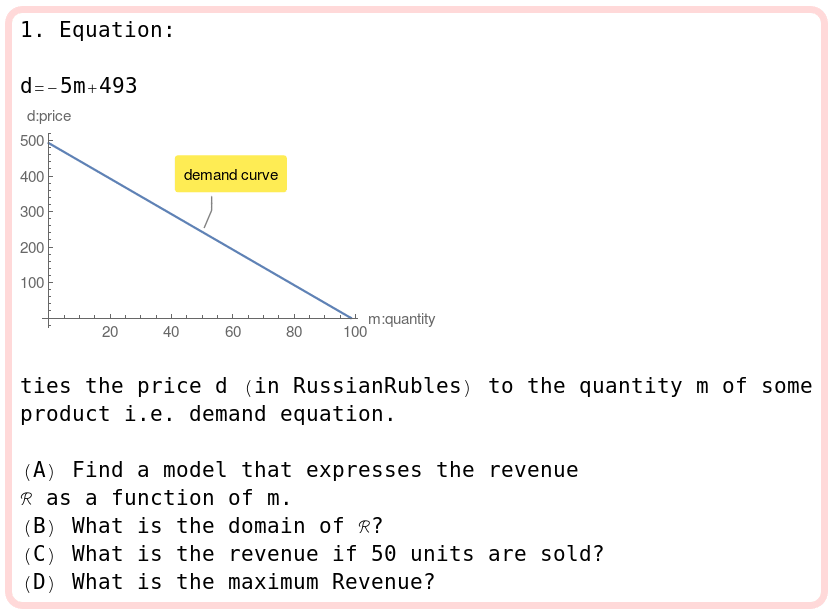 1. Equation:
d=-5m+493
d:price
500
400
300
200
100
demand curve
20 40 60 80 100
m:quantity
ties the price d (in RussianRubles) to the quantity m of some
product i.e. demand equation.
(A) Find a model that expresses the revenue
ℛ as a function of m.
(B) What is the domain of ℛ?
(C) What is the revenue if 50 units are sold?
(D) What is the maximum Revenue?